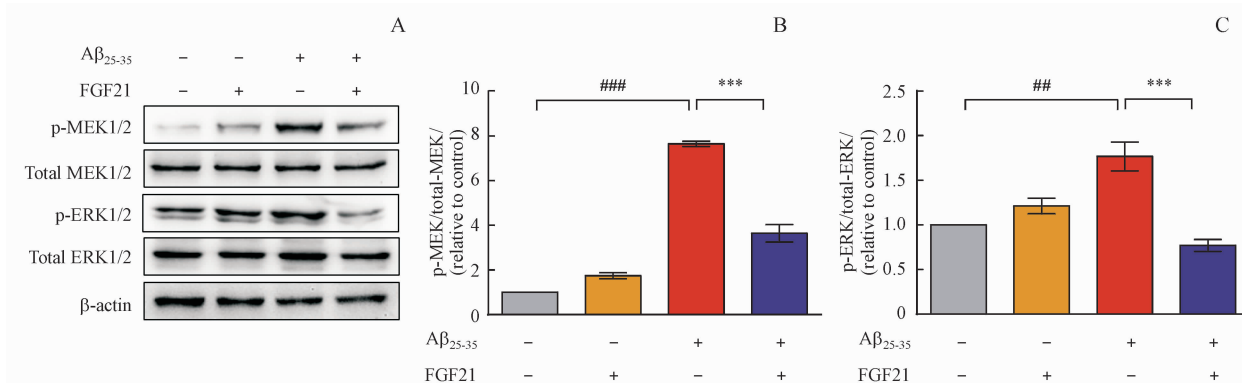 A
Aβ25-35 – – + +
FGF21 – + – +
p-MEK1/2
Total MEK1/2
p-ERK1/2
Total ERK1/2
β-actin
B
p-MEK/total-MEK/
(relative to control)
10
8
6
4
2
0
###
***
Aβ25-35 – – + +
FGF21 – + – +
C
p-ERK/total-ERK/
(relative to control)
2.5
2.0
1.5
1.0
0.5
0
##
***
Aβ25-35 – – + +
FGF21 – + – +